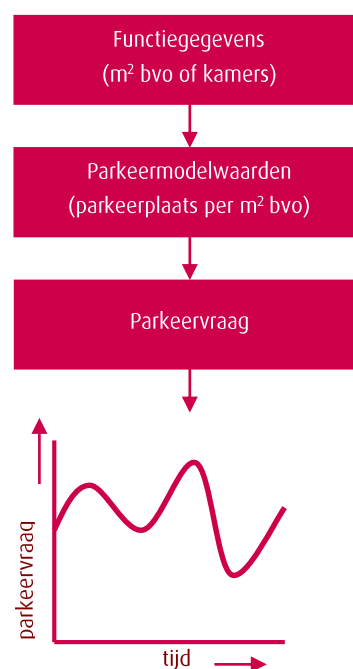 Functiegegevens
(m² bvo of kamers)
Parkeermodelwaarden
(parkeerplaats per m² bvo)
Parkeervraag
parkeervraag
tijd